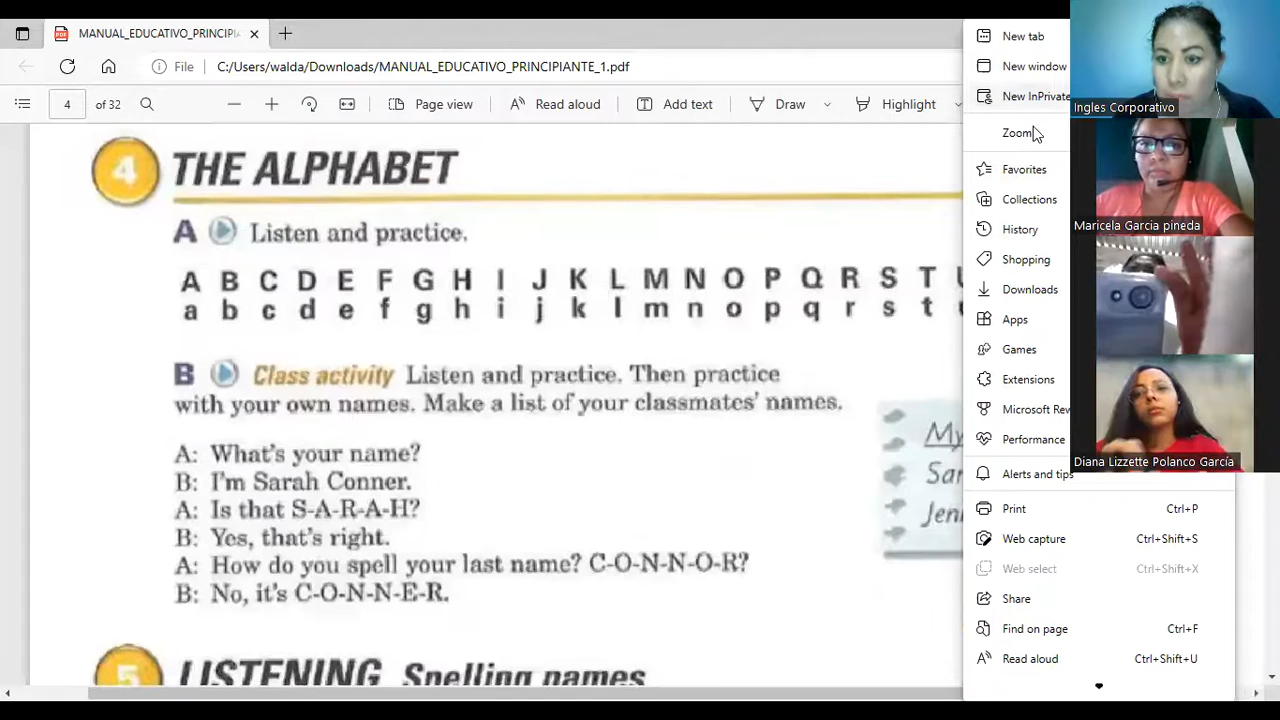 MANUAL_EDUCATIVO_PRINCIPI
File C:/Users/walda/Downloads/MANUAL_EDUCATIVO_PRINCIPIANTE_1.pdf
4 of 32 Page view Read aloud Add text Draw Highlight
4 THE ALPHABET
A Listen and practice.
A B C D E F G H I J K L M N O P Q R S T
a b c d e f g h i j k l m n o p q r s t
B Class activity Listen and practice. Then practice
with your own names. Make a list of your classmates' names.
A: What's your name?
B: I'm Sarah Conner.
A: Is that S-A-R-A-H?
B: Yes, that's right.
A: How do you spell your last name? C-O-N-N-O-R?
B: No, it's C-O-N-N-E-R.
My
5 LISTENING Spelling names
New tab
New window
New InPrivate
Zoom
Favorites
Collections
History
Shopping
Downloads
Apps
Games
Extensions
Microsoft Rew
Performance
Alerts and tips
Print Ctrl+P
Web capture Ctrl+Shift+S
Web select Ctrl+Shift+X
Share
Find on page Ctrl+F
Read aloud Ctrl+Shift+U
Ingles Corporativo
Maricela Garcia pineda
Diana Lizzette Polanco García